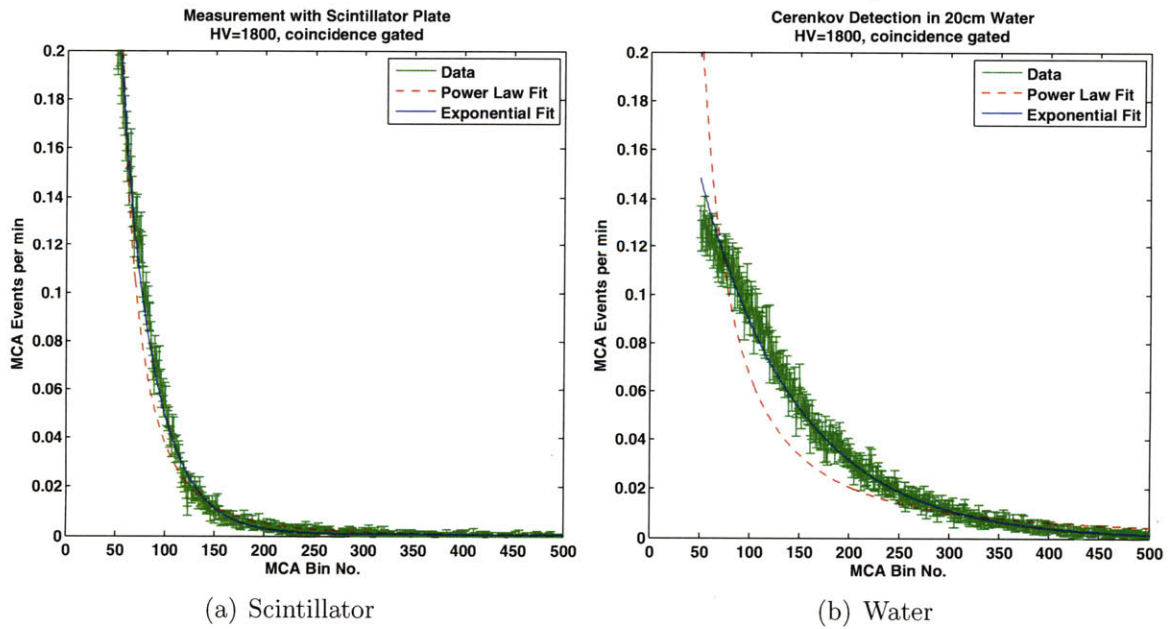 Measurement with Scintillator Plate
HV=1800, coincidence gated
0.2
0.18
0.16
0.14
0.12
0.1
0.08
0.06
0.04
0.02
0
MCA Events per min
Data
Power Law Fit
Exponential Fit
0 50 100 150 200 250 300 350 400 450 500
MCA Bin No.
(a) Scintillator
Cerenkov Detection in 20cm Water
HV=1800, coincidence gated
0.2
0.18
0.16
0.14
0.12
0.1
0.08
0.06
0.04
0.02
0
MCA Events per min
Data
Power Law Fit
Exponential Fit
0 50 100 150 200 250 300 350 400 450 500
MCA Bin No.
(b) Water